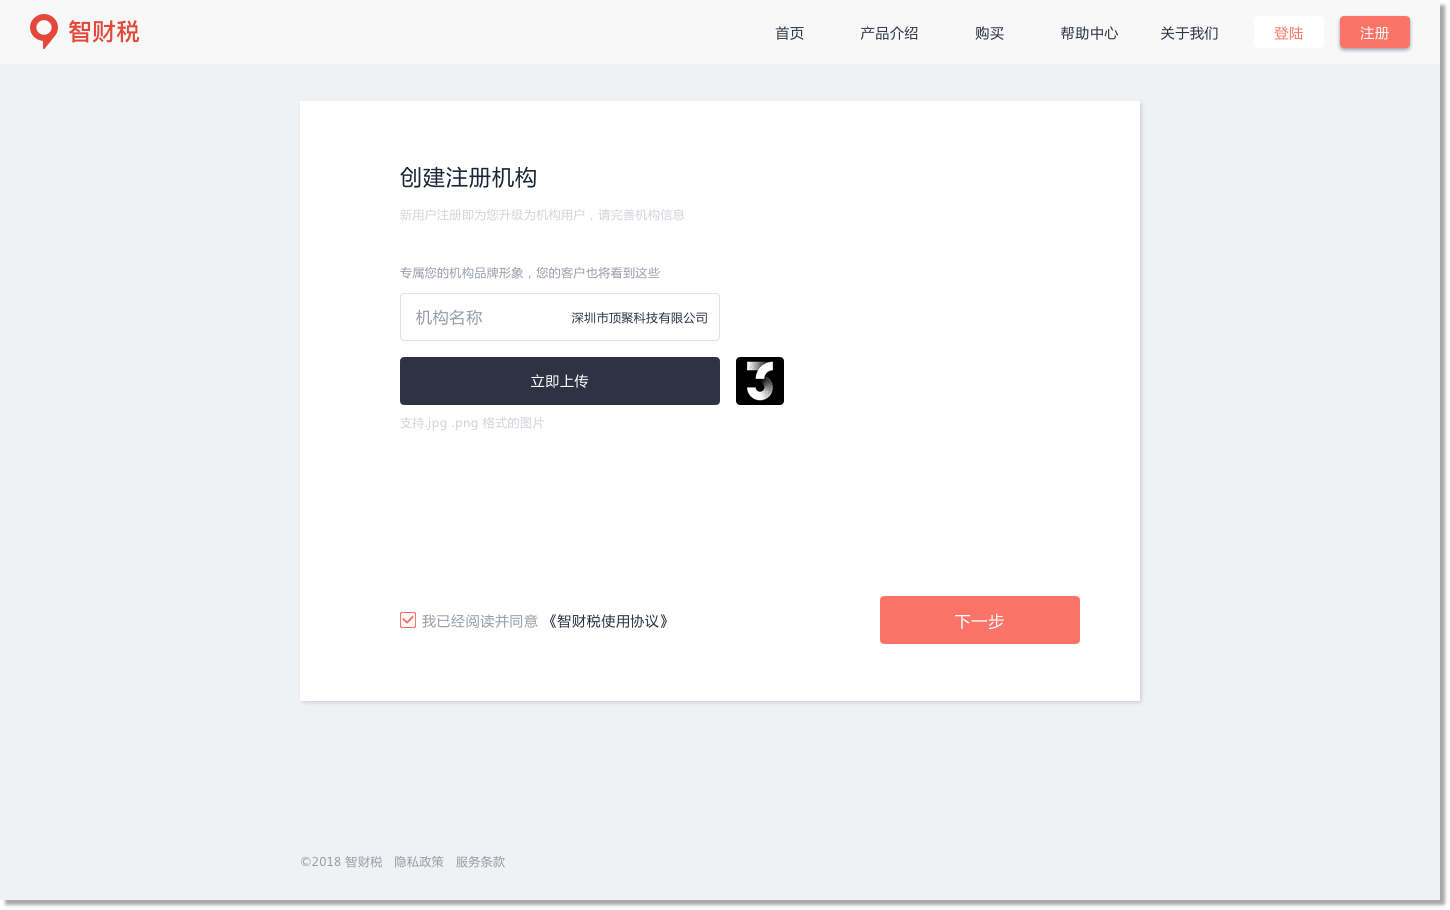 智财税 首页 产品介绍 购买 帮助中心 关于我们 登陆 注册
创建注册机构
新用户注册即为您升级为机构用户，请完善机构信息
专属您的机构品牌形象，您的客户也将看到这些
机构名称 深圳市顶聚科技有限公司
立即上传
支持.jpg .png 格式的图片
我已经阅读并同意 《智财税使用协议》 下一步
©2018 智财税 隐私政策 服务条款